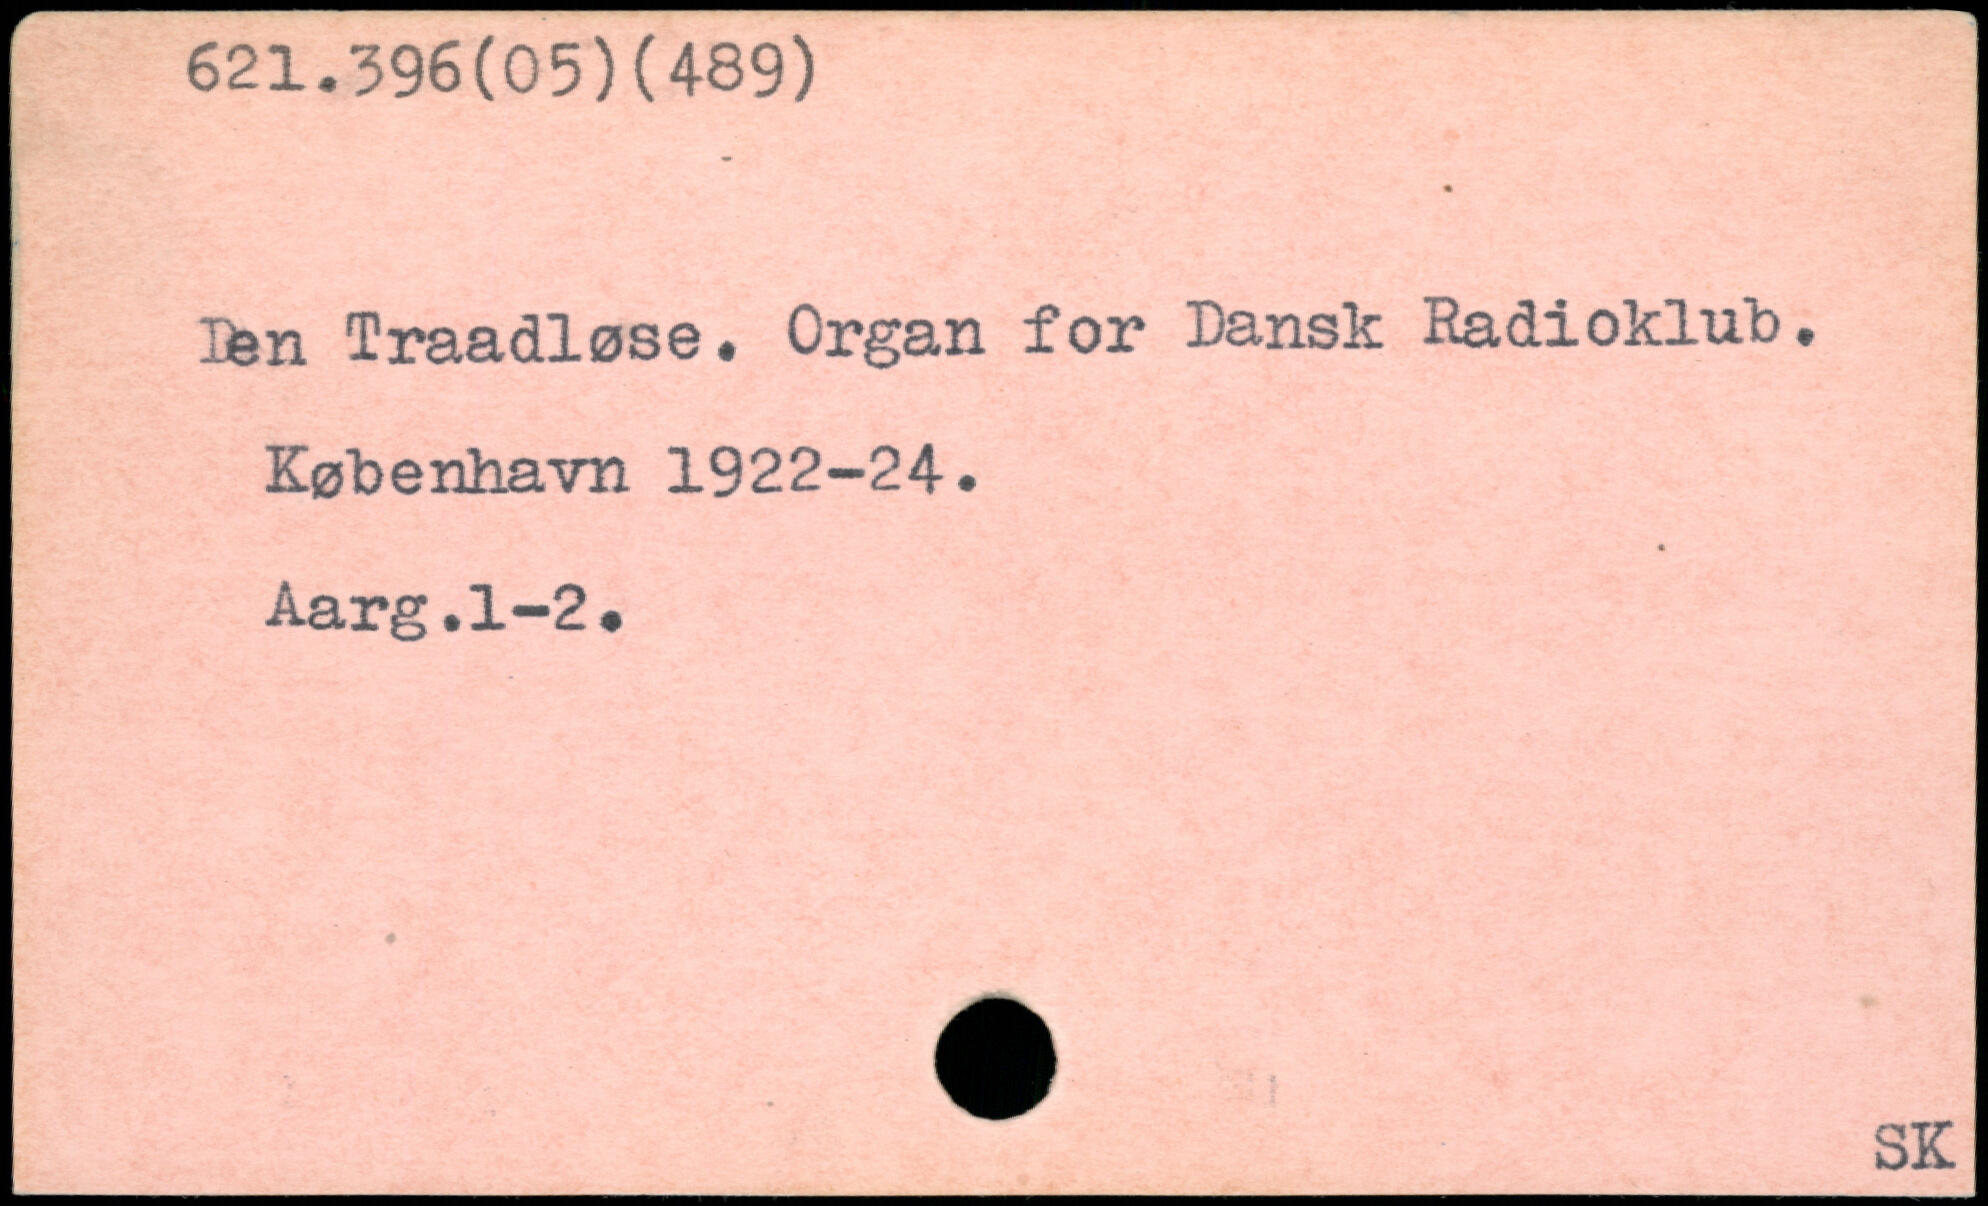 621.396(05)(489)
Den Traadløse. Organ for Dansk Radioklub.
København 1922-24.
Aarg.1-2.
SK